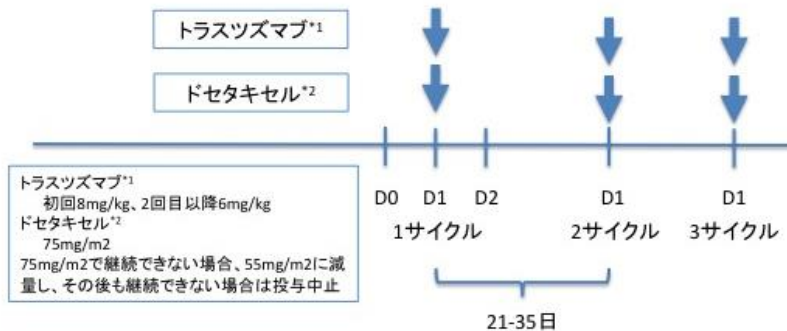 トラスツズマブ*1
ドセタキセル*2
トラスツズマブ*1
初回8mg/kg、2回目以降6mg/kg
ドセタキセル*2
75mg/m2
75mg/m2で継続できない場合、55mg/m2に減
量し、その後も継続できない場合は投与中止
D0 D1 D2 D1 D1
1サイクル 2サイクル 3サイクル
21-35日